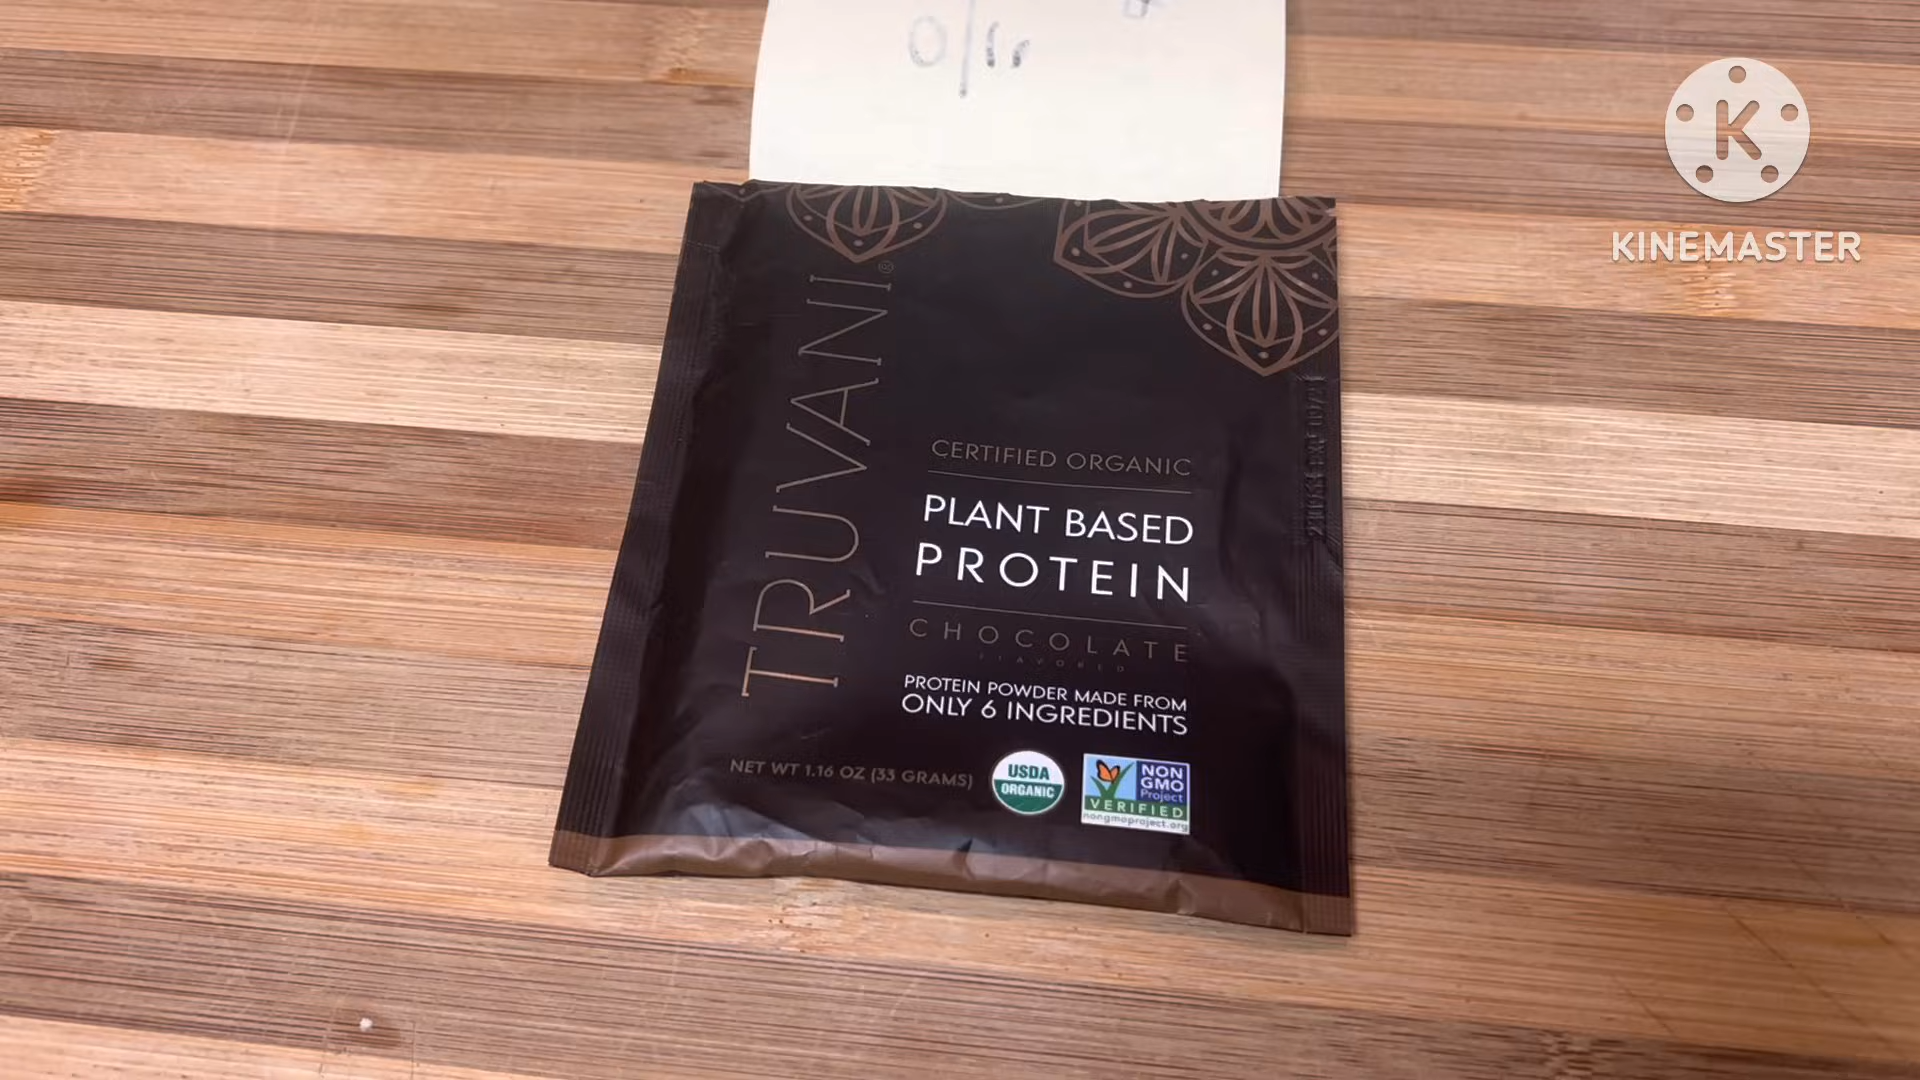 K
KINEMASTER
TRUVANI®
CERTIFIED ORGANIC
PLANT BASED
PROTEIN
CHOCOLATE
FLAVORED
PROTEIN POWDER MADE FROM
ONLY 6 INGREDIENTS
NET WT 1.16 OZ (33 GRAMS)
USDA
ORGANIC
NON
GMO
Project
VERIFIED
nongmoproject.org